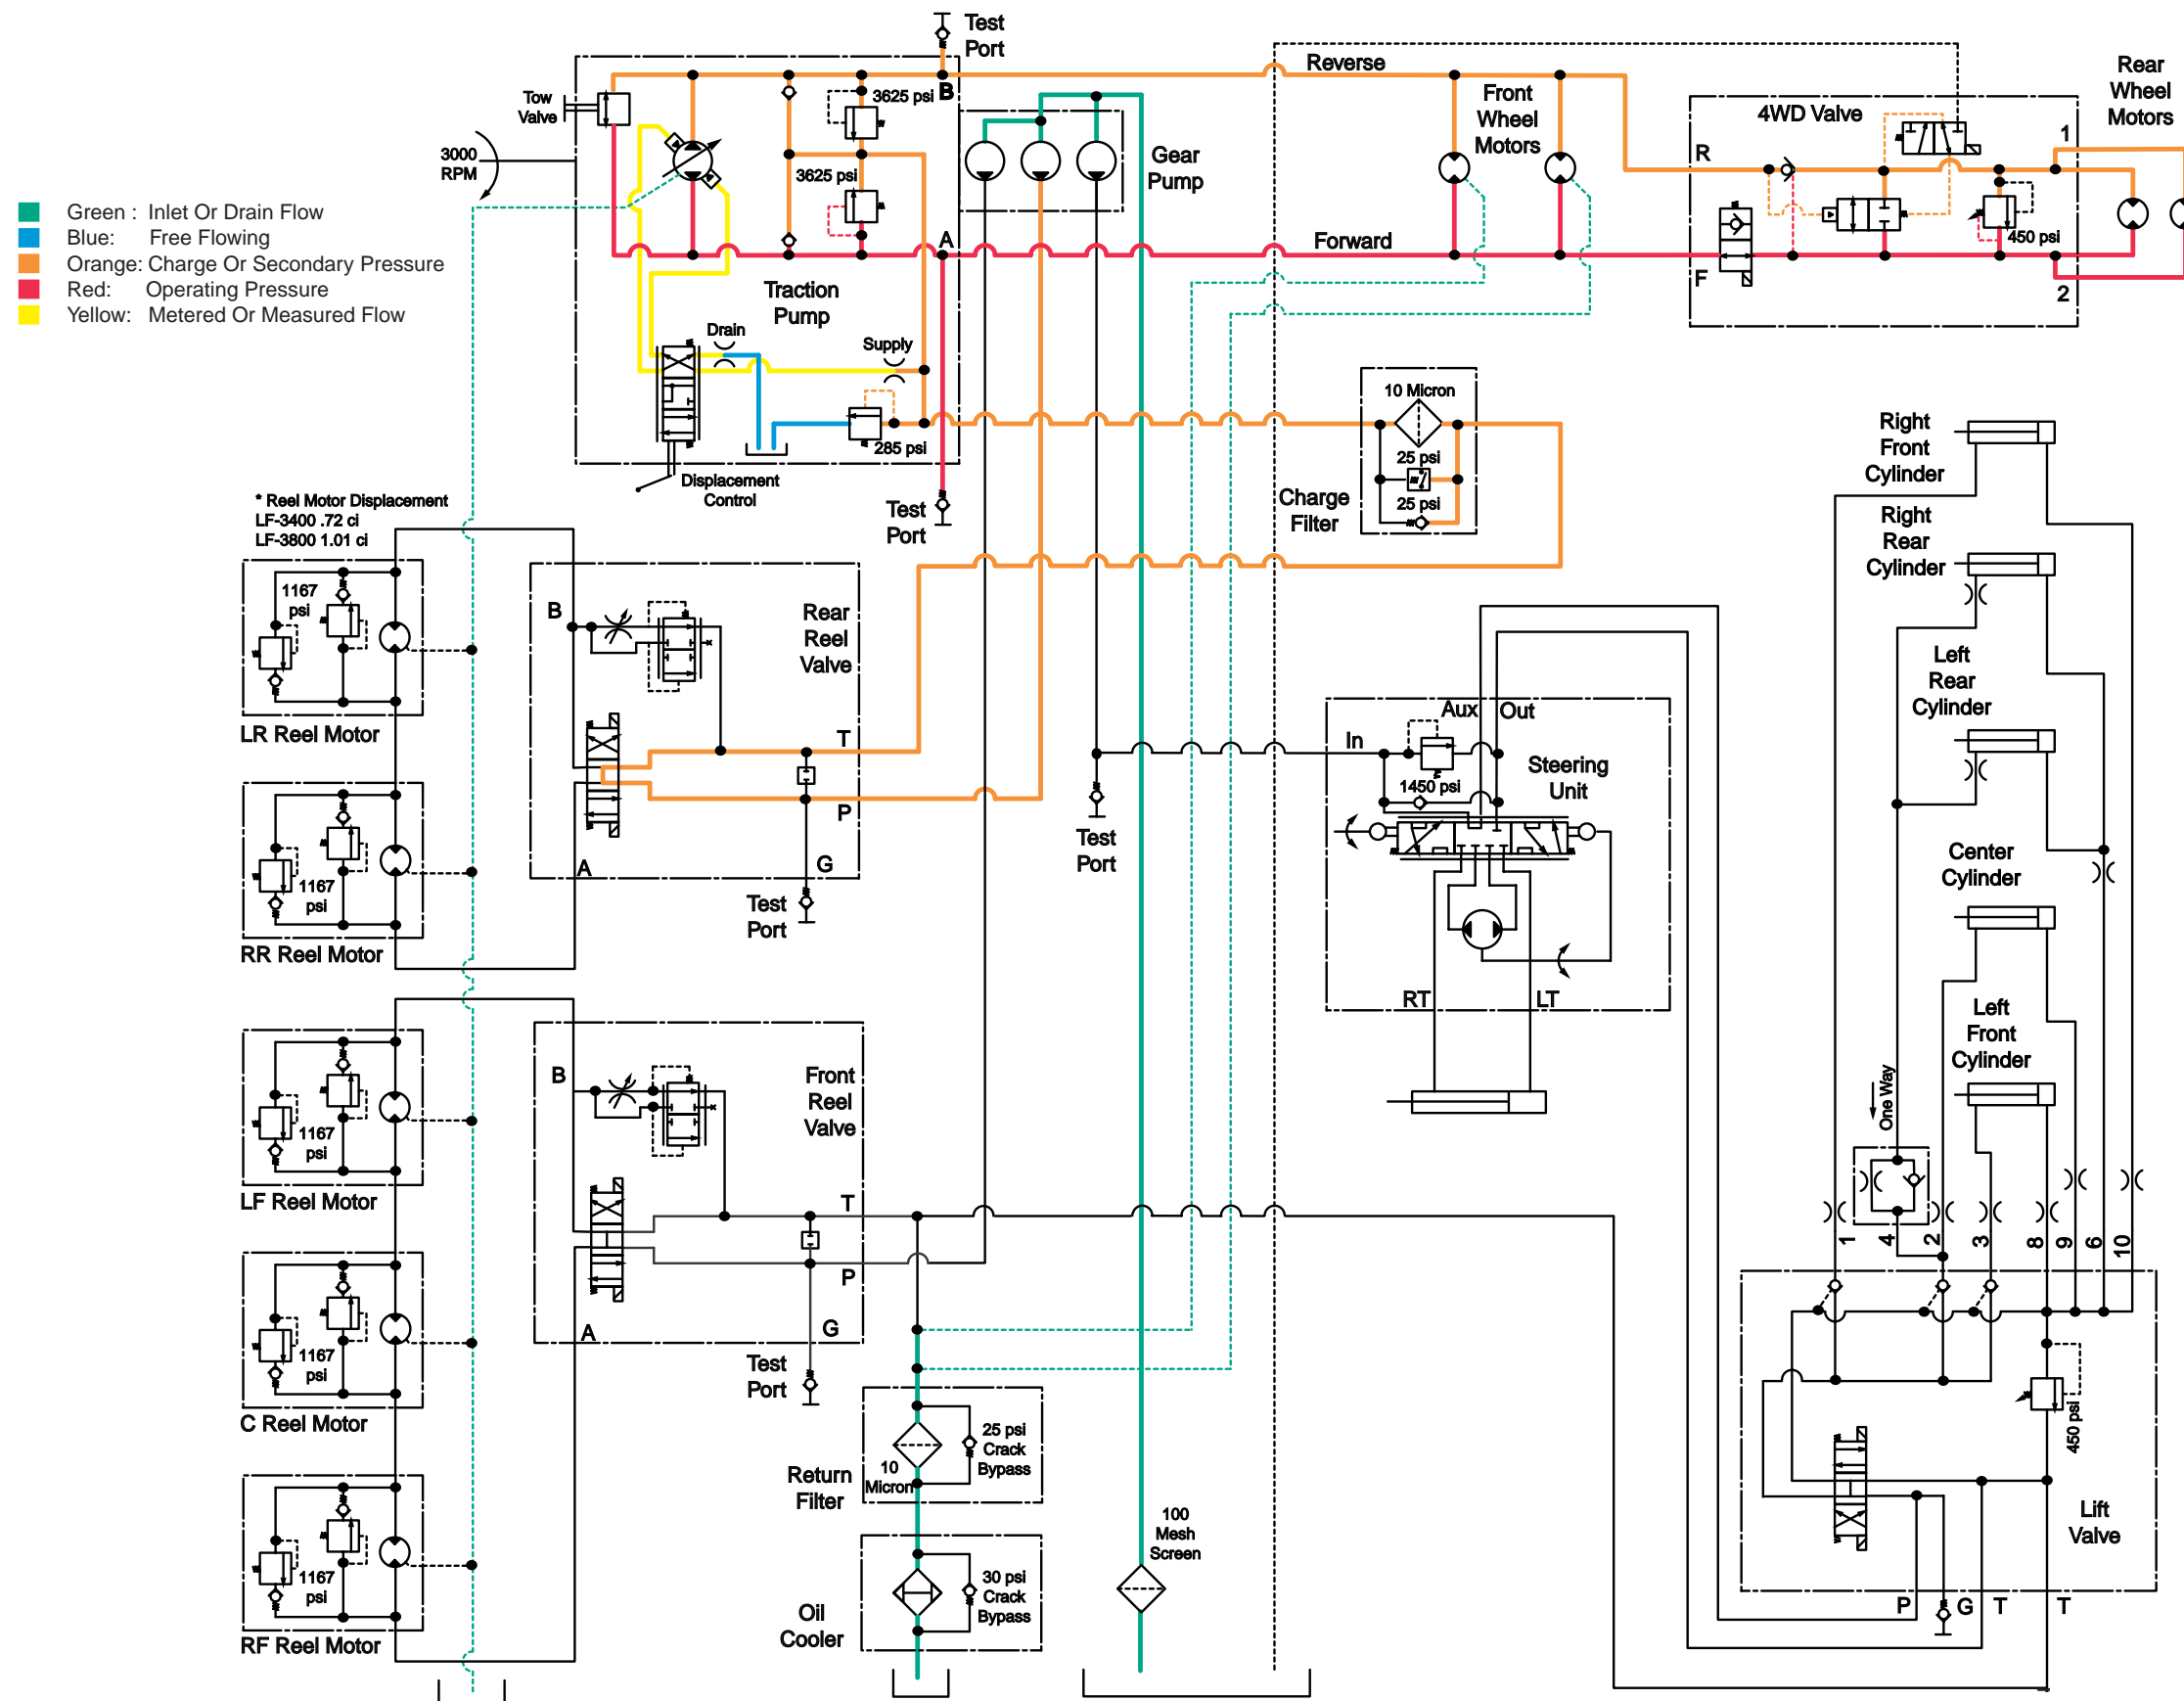 Test
Port
Tow
Valve
3000
RPM
3625 psi
B
3625 psi
A
Gear
Pump
Traction
Pump
Drain
Supply
285 psi
Displacement
Control
Test
Port
Reverse
Forward
Front
Wheel
Motors
4WD Valve
R
F
1
2
450 psi
Rear
Wheel
Motors
Green : Inlet Or Drain Flow
Blue: Free Flowing
Orange: Charge Or Secondary Pressure
Red: Operating Pressure
Yellow: Metered Or Measured Flow
10 Micron
25 psi
25 psi
Charge
Filter
* Reel Motor Displacement
LF-3400 .72 ci
LF-3800 1.01 ci
1167
psi
LR Reel Motor
1167
psi
RR Reel Motor
1167
psi
LF Reel Motor
1167
psi
C Reel Motor
1167
psi
RF Reel Motor
B
Rear
Reel
Valve
T
P
A
G
Test
Port
B
Front
Reel
Valve
T
P
A
G
Test
Port
Test
Port
In
Aux
Out
1450 psi
Steering
Unit
RT
LT
Right
Front
Cylinder
Right
Rear
Cylinder
Left
Rear
Cylinder
Center
Cylinder
Left
Front
Cylinder
One Way
1
4
2
3
8
9
6
10
450 psi
Lift
Valve
P
G
T
T
25 psi
Crack
Bypass
10
Micron
Return
Filter
30 psi
Crack
Bypass
Oil
Cooler
100
Mesh
Screen